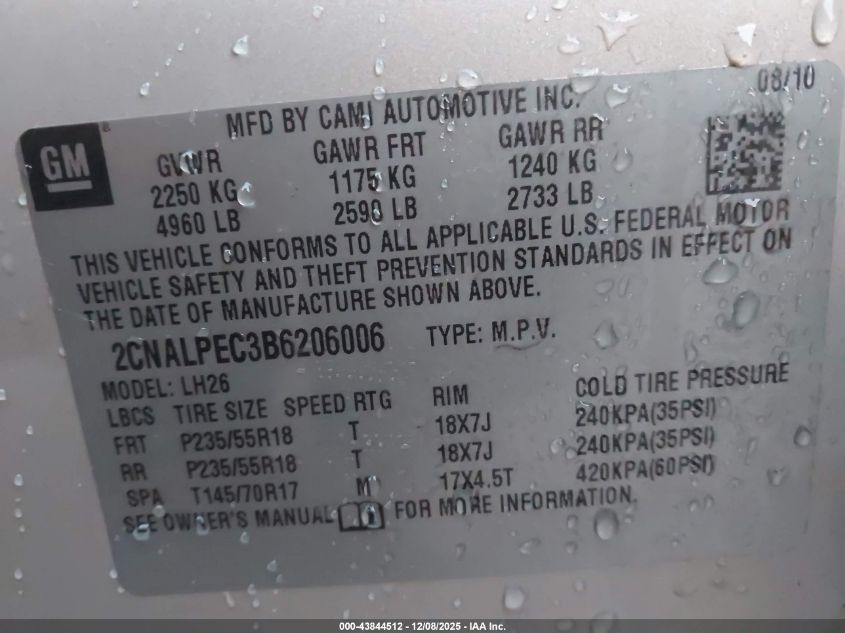 08/10
MFD BY CAMI AUTOMOTIVE INC.
GM
GVWR GAWR FRT GAWR RR
2250 KG 1175 KG 1240 KG
4960 LB 2590 LB 2733 LB
THIS VEHICLE CONFORMS TO ALL APPLICABLE U.S. FEDERAL MOTOR
VEHICLE SAFETY AND THEFT PREVENTION STANDARDS IN EFFECT ON
THE DATE OF MANUFACTURE SHOWN ABOVE.
2CNALPEC3B6206006 TYPE: M.P.V.
MODEL: LH26
LBCS TIRE SIZE SPEED RTG RIM COLD TIRE PRESSURE
FRT P235/55R18 T 18X7J 240KPA(35PSI)
RR P235/55R18 T 18X7J 240KPA(35PSI)
SPA T145/70R17 M 17X4.5T 420KPA(60PSI)
SEE OWNER'S MANUAL FOR MORE INFORMATION.
000-43844512 - 12/08/2025 - IAA Inc.